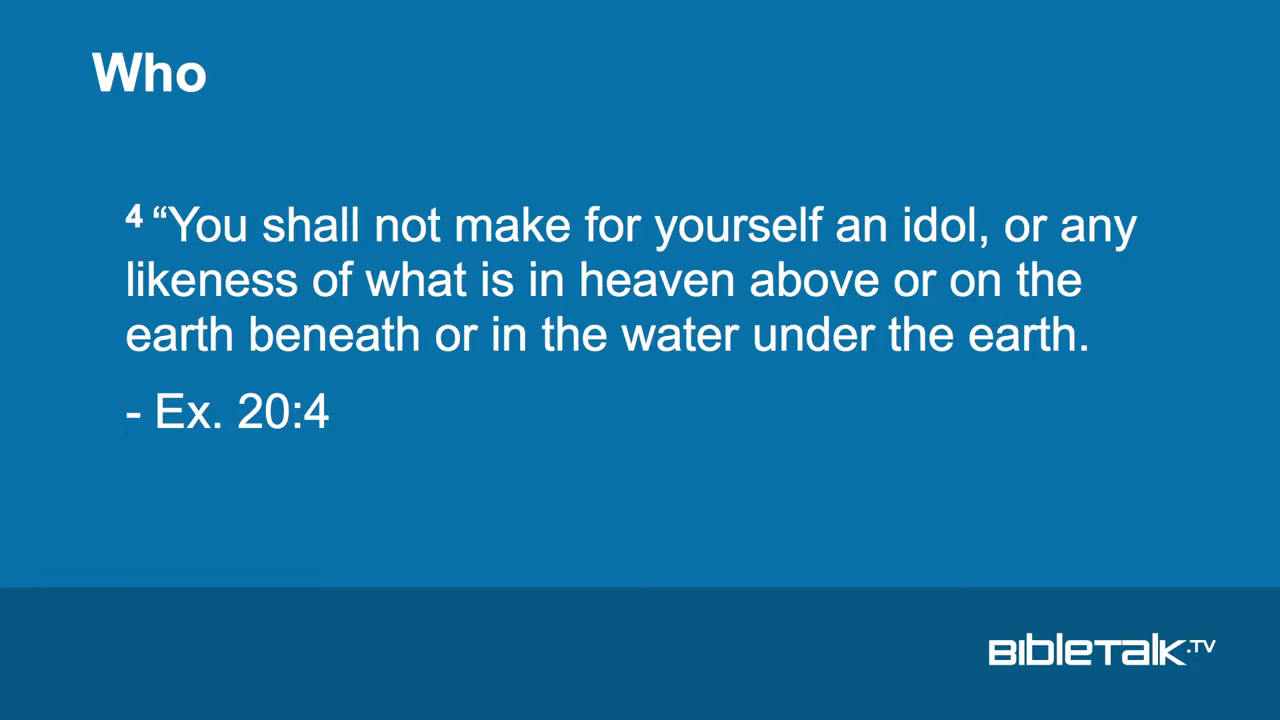 Who
4 “You shall not make for yourself an idol, or any
likeness of what is in heaven above or on the
earth beneath or in the water under the earth.
- Ex. 20:4
BIBLETALK.TV